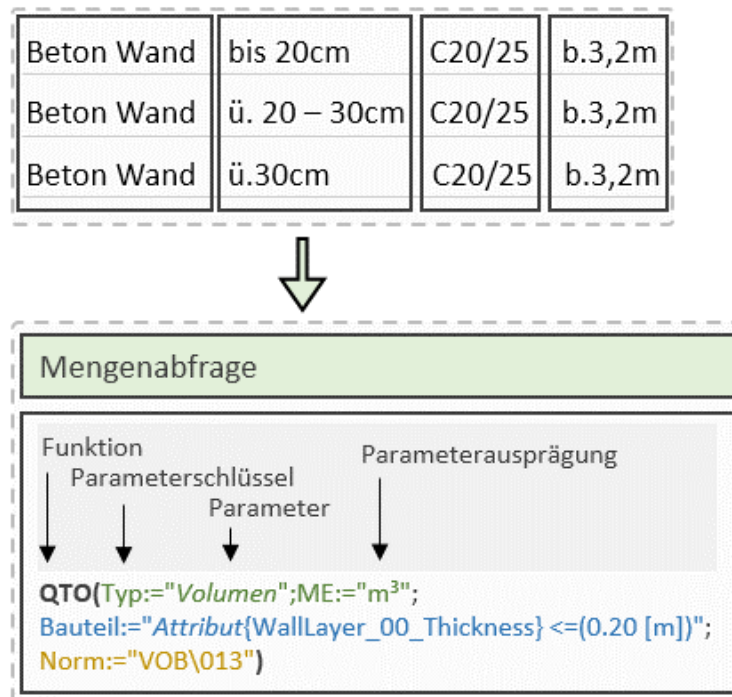 Beton Wand bis 20cm C20/25 b.3,2m
Beton Wand ü. 20 – 30cm C20/25 b.3,2m
Beton Wand ü.30cm C20/25 b.3,2m
Mengenabfrage
Funktion
Parameterausprägung
Parameterschlüssel
Parameter
QTO(Typ:="Volumen";ME:="m³";
Bauteil:="Attribut{WallLayer_00_Thickness} <=(0.20 [m])";
Norm:="VOB\013")